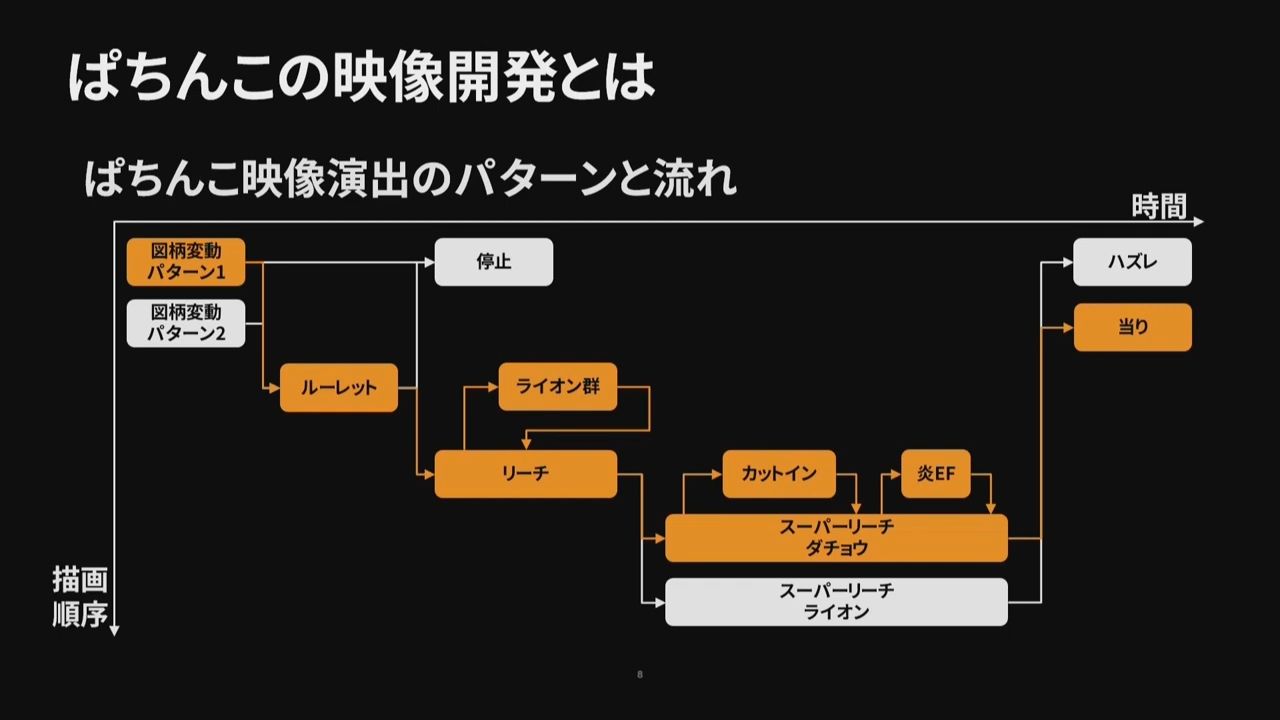 ぱちんこの映像開発とは
ぱちんこ映像演出のパターンと流れ
時間
図柄変動
パターン1
停止
ハズレ
図柄変動
パターン2
当り
ルーレット
ライオン群
リーチ
カットイン
炎EF
スーパーリーチ
ダチョウ
スーパーリーチ
ライオン
描画
順序
8